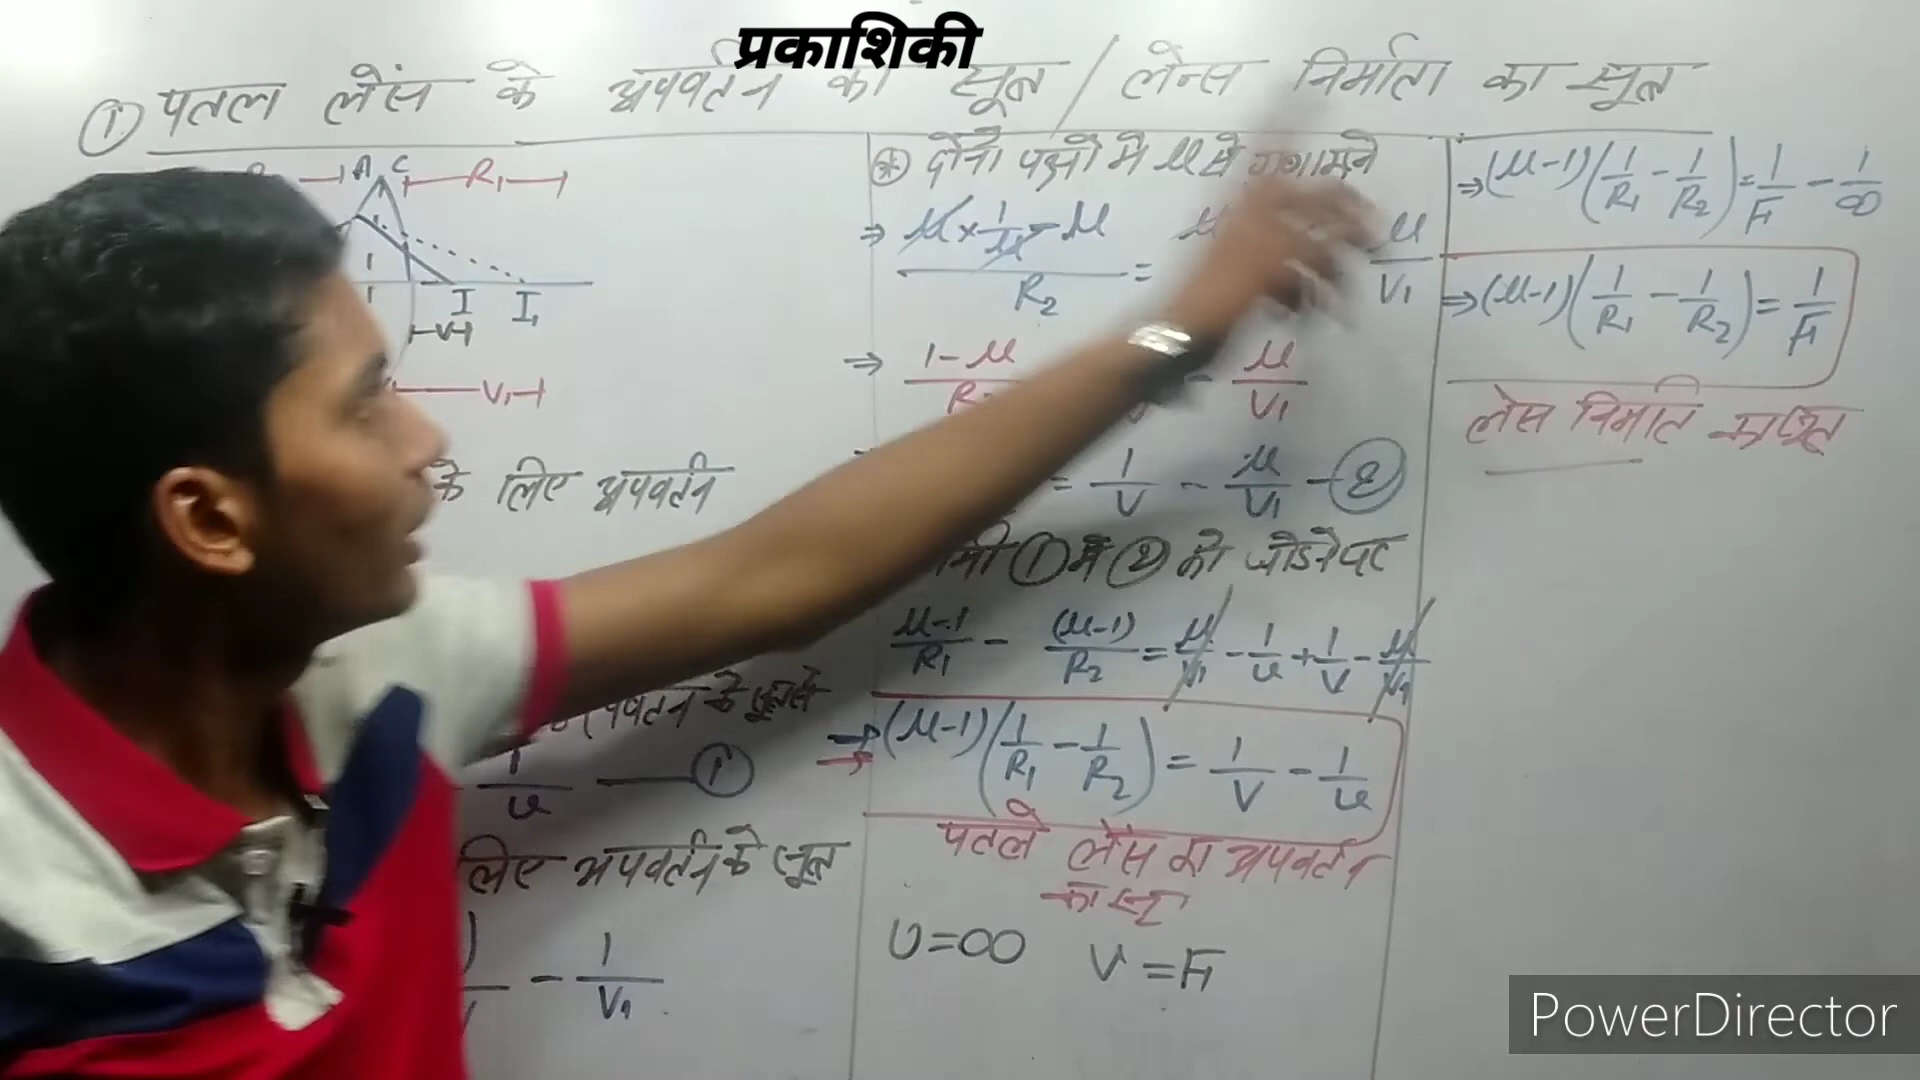 प्रकाशिकी
① पतल लेंस के अपवर्तन का सूत्र / लेन्स निर्माता का सूत्र
A C R₁
I I₁
V
V₁
के लिए अपवर्तन
अपवर्तन के सूत्र से
1/u — ①
लिए अपवर्तन के सूत्र
- 1/V₁
* दोनो पक्षो मे μ से
⇒ (μ × 1/μ - μ)/R₂ = μ/V₁
⇒ 1-μ - μ/V₁
= 1/V - μ/V₁ - ②
① मे ② को जोडने पर
μ-1/R₁ - (μ-1)/R₂ = μ/V₁ - 1/u + 1/V - μ/V₁
⇒ (μ-1)(1/R₁ - 1/R₂) = 1/V - 1/u
पतले लेंस का अपवर्तन
का सूत्र
U=∞ V=F
⇒ (μ-1)(1/R₁ - 1/R₂) = 1/F - 1/∞
⇒ (μ-1)(1/R₁ - 1/R₂) = 1/F
लेंस निर्माता का सूत्र
PowerDirector